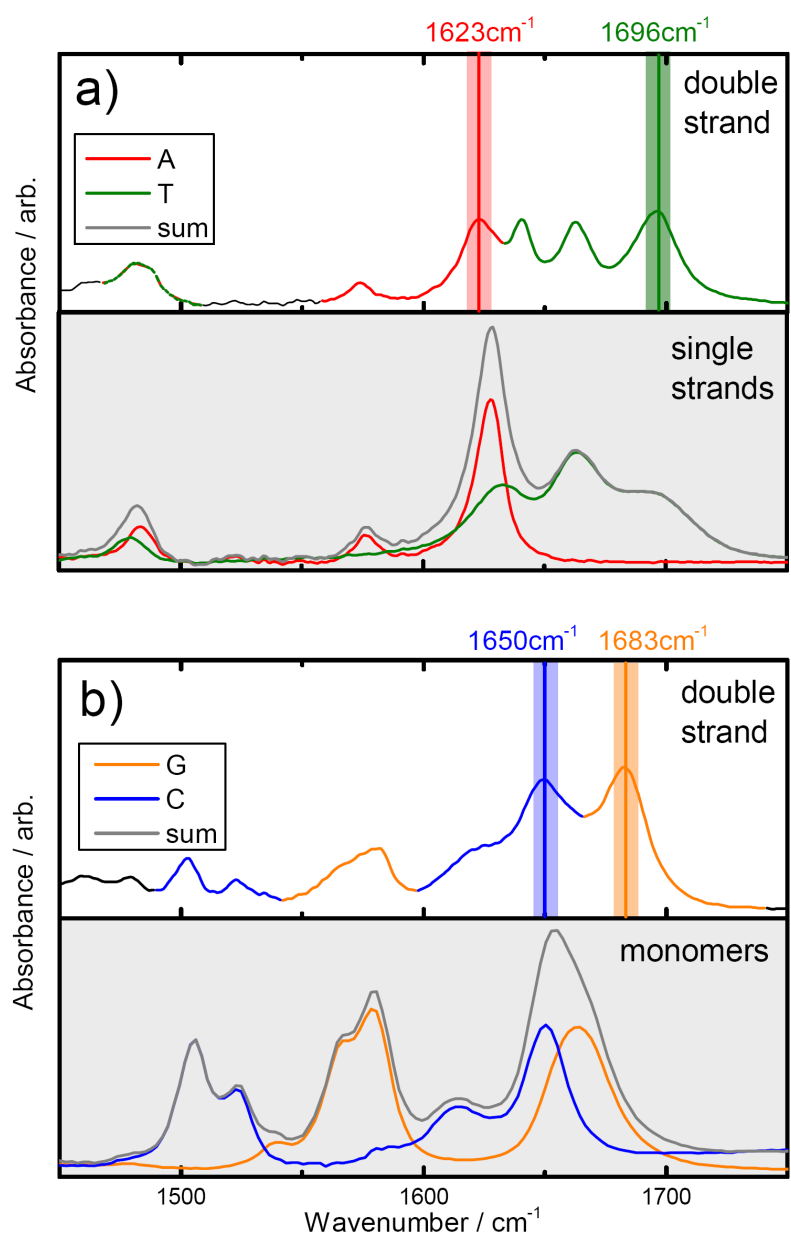 1623cm⁻¹ 1696cm⁻¹
a)
double
strand
A
T
sum
Absorbance / arb.
single
strands
1650cm⁻¹ 1683cm⁻¹
b)
double
strand
G
C
sum
Absorbance / arb.
monomers
1500 1600 1700
Wavenumber / cm⁻¹